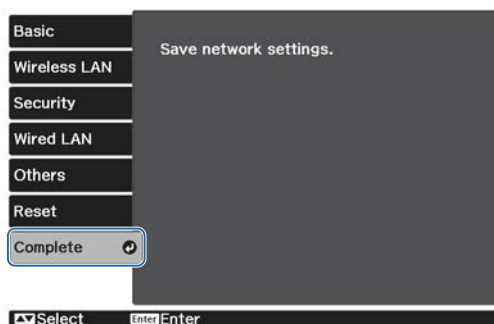 Basic
Save network settings.
Wireless LAN
Security
Wired LAN
Others
Reset
Complete
Select Enter Enter